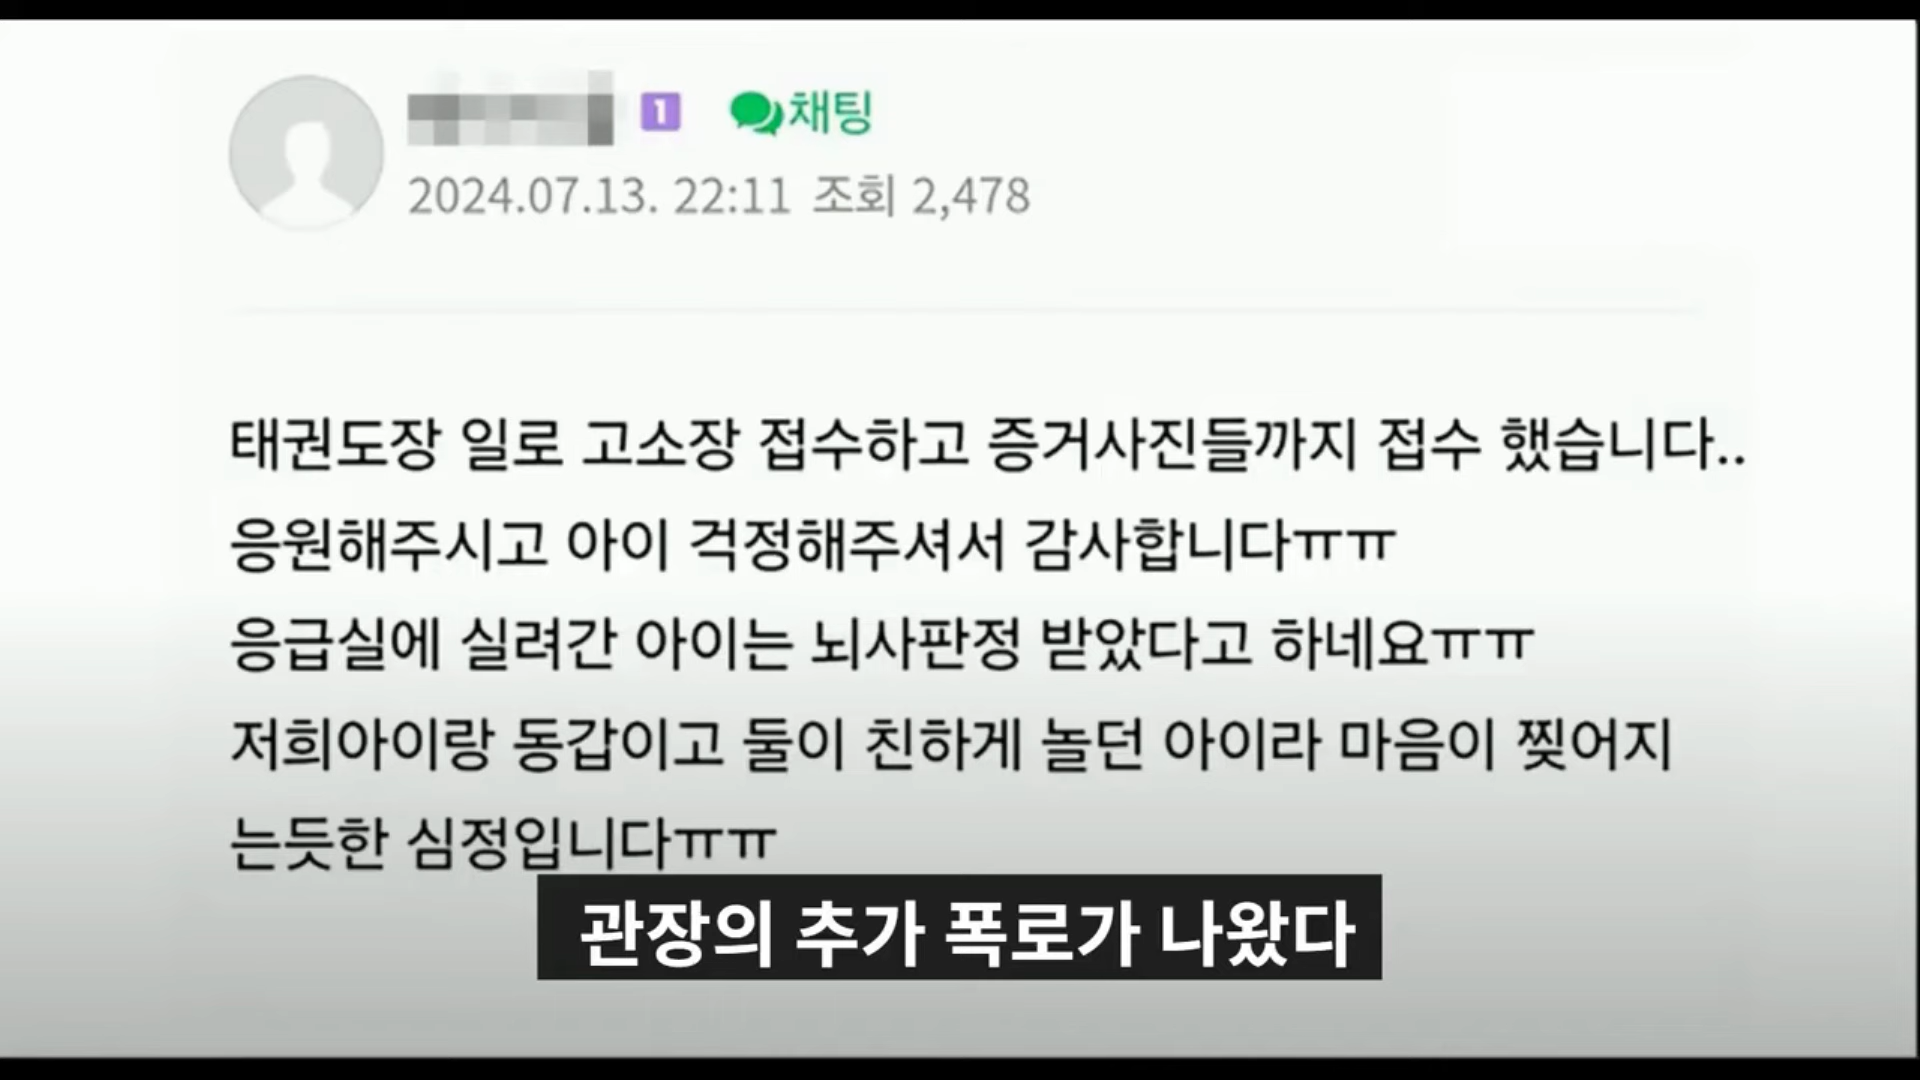 1 채팅
2024.07.13. 22:11 조회 2,478
태권도장 일로 고소장 접수하고 증거사진들까지 접수 했습니다..
응원해주시고 아이 걱정해주셔서 감사합니다ㅠㅠ
응급실에 실려간 아이는 뇌사판정 받았다고 하네요ㅠㅠ
저희아이랑 동갑이고 둘이 친하게 놀던 아이라 마음이 찢어지
는듯한 심정입니다ㅠㅠ
관장의 추가 폭로가 나왔다